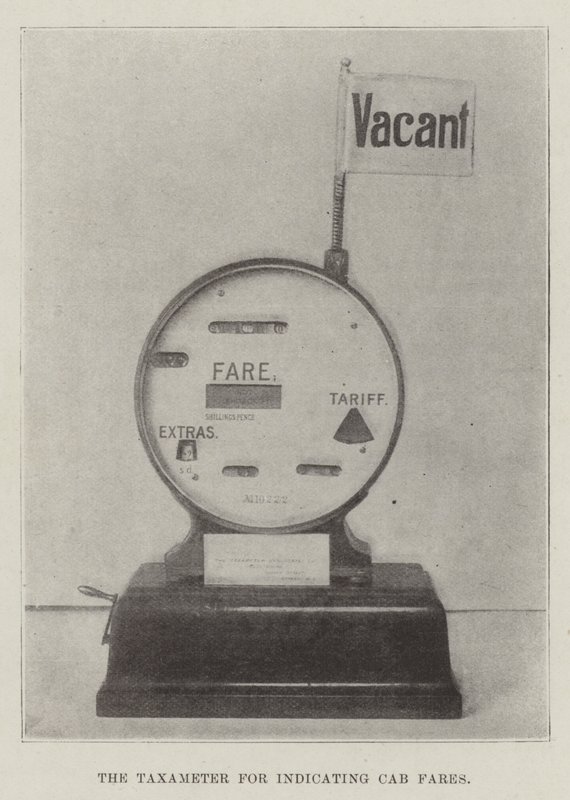 Vacant
FARE.
SHILLINGS PENCE
TARIFF.
EXTRAS.
s d.
THE TAXAMETER FOR INDICATING CAB FARES.